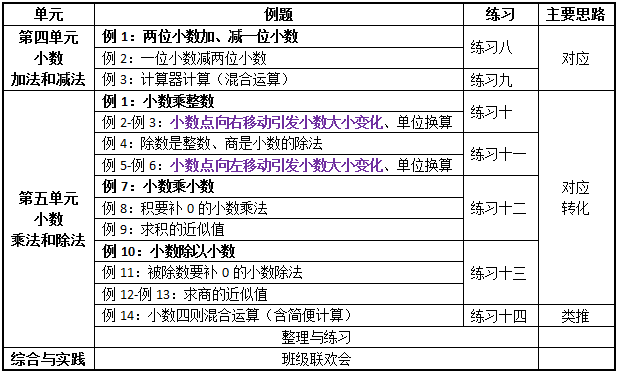 单元 例题 练习 主要思路
第四单元
小数
加法和减法
例 1：两位小数加、减一位小数
例 2：一位小数减两位小数
练习八
例 3：计算器计算（混合运算）
练习九
对应
第五单元
小数
乘法和除法
例 1：小数乘整数
例 2-例 3：小数点向右移动引发小数大小变化、单位换算
练习十
例 4：除数是整数、商是小数的除法
例 5-例 6：小数点向左移动引发小数大小变化、单位换算
练习十一
例 7：小数乘小数
例 8：积要补 0 的小数乘法
例 9：求积的近似值
练习十二
例 10：小数除以小数
例 11：被除数要补 0 的小数除法
例 12-例 13：求商的近似值
练习十三
对应
转化
例 14：小数四则混合运算（含简便计算）
练习十四
类推
整理与练习
综合与实践 班级联欢会